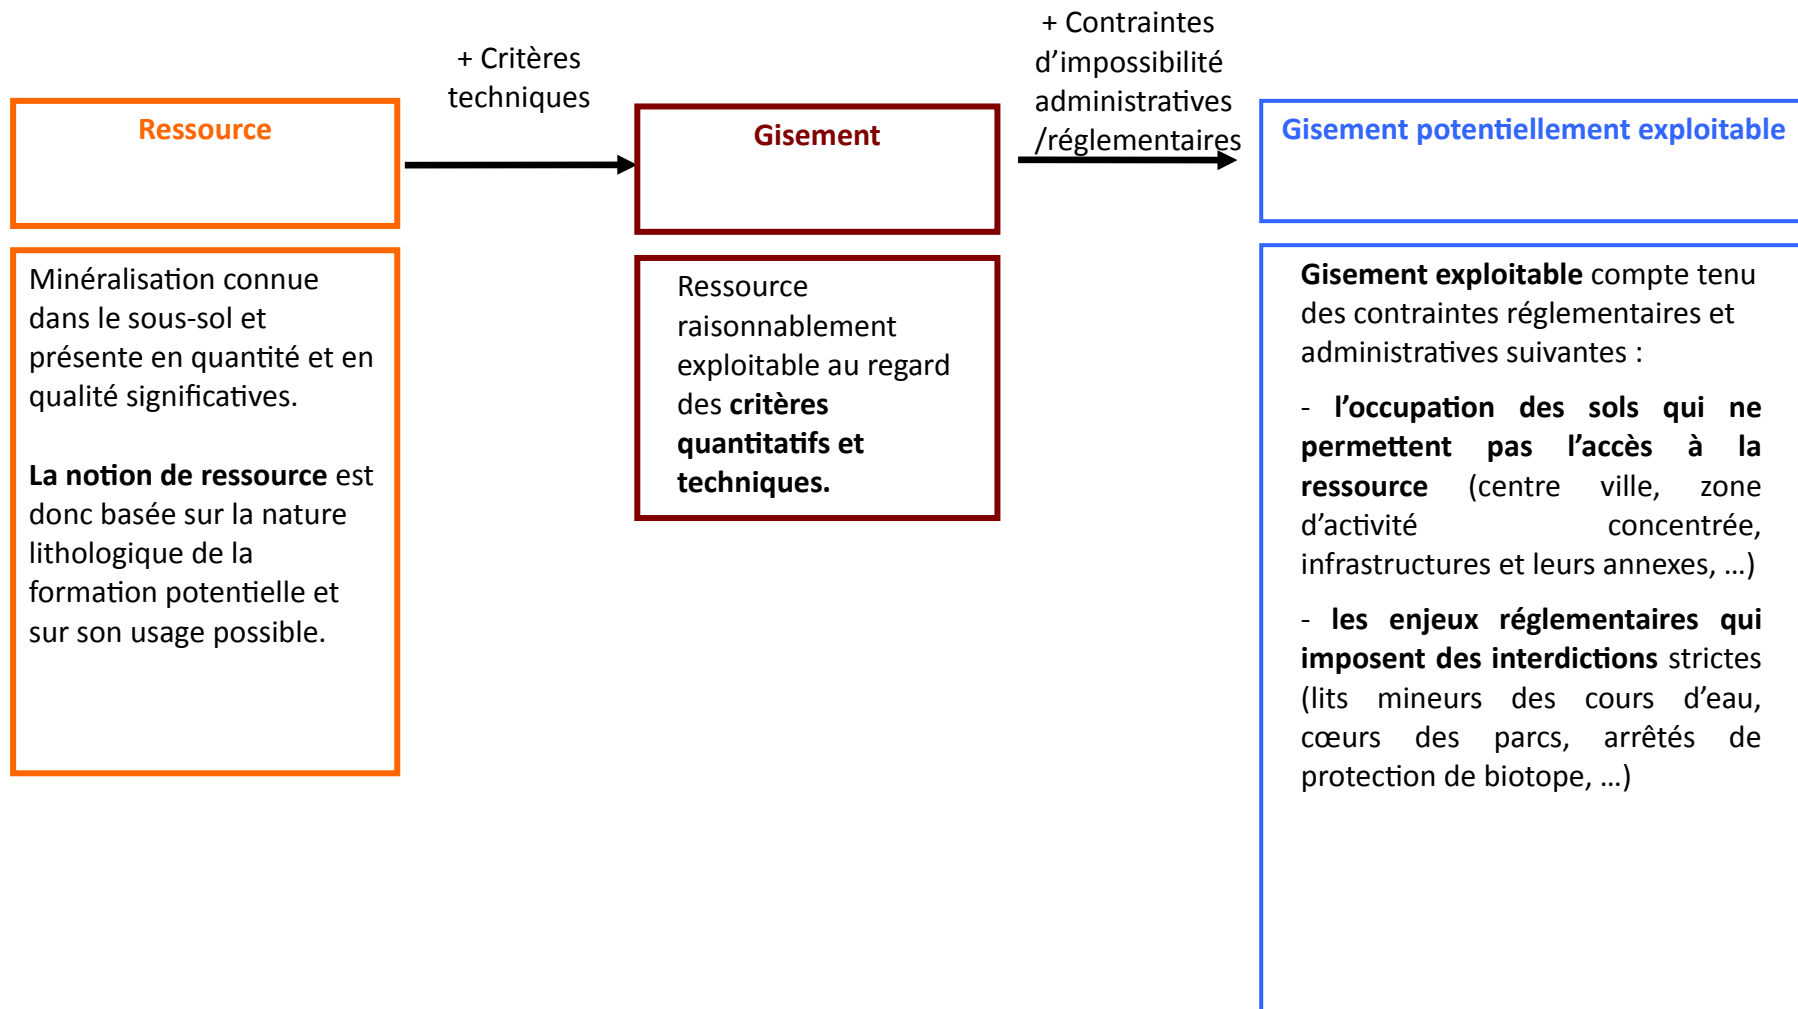 + Critères
techniques
+ Contraintes
d’impossibilité
administratives
/réglementaires
Ressource
Gisement
Gisement potentiellement exploitable
Minéralisation connue
dans le sous-sol et
présente en quantité et en
qualité significatives.
La notion de ressource est
donc basée sur la nature
lithologique de la
formation potentielle et
sur son usage possible.
Ressource
raisonnablement
exploitable au regard
des critères
quantitatifs et
techniques.
Gisement exploitable compte tenu
des contraintes réglementaires et
administratives suivantes :
- l’occupation des sols qui ne
permettent pas l’accès à la
ressource (centre ville, zone
d’activité concentrée,
infrastructures et leurs annexes, ...)
- les enjeux réglementaires qui
imposent des interdictions strictes
(lits mineurs des cours d’eau,
cœurs des parcs, arrêtés de
protection de biotope, ...)